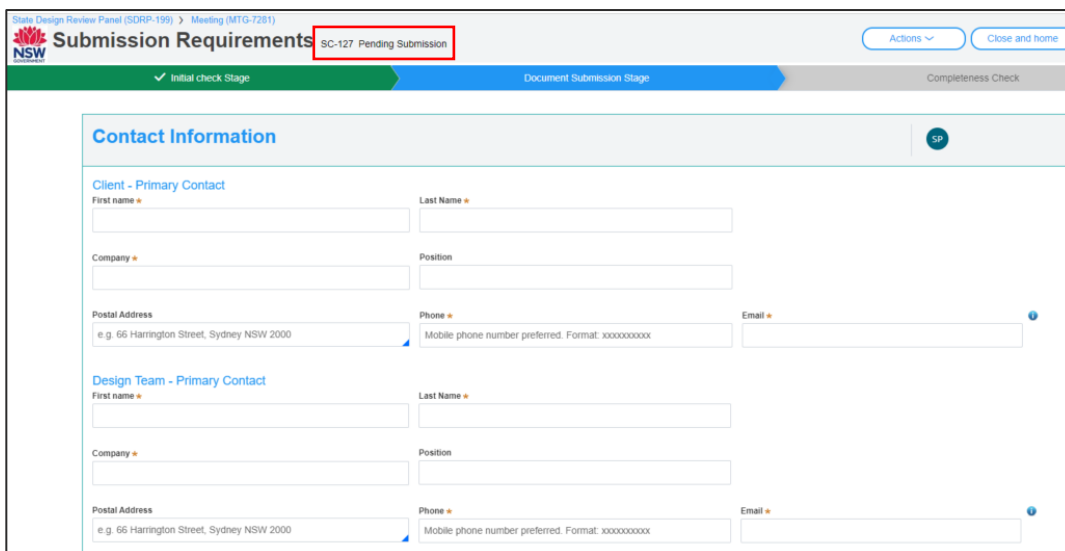 State Design Review Panel (SDRP-199) > Meeting (MTG-7281)
NSW
GOVERNMENT
Submission Requirements SC-127 Pending Submission
Actions
Close and home
Initial check Stage
Document Submission Stage
Completeness Check
Contact Information
SP
Client - Primary Contact
First name * Last Name *
Company * Position
Postal Address Phone * Email *
e.g. 66 Harrington Street, Sydney NSW 2000 Mobile phone number preferred. Format: xxxxxxxxxx
Design Team - Primary Contact
First name * Last Name *
Company * Position
Postal Address Phone * Email *
e.g. 66 Harrington Street, Sydney NSW 2000 Mobile phone number preferred. Format: xxxxxxxxxx